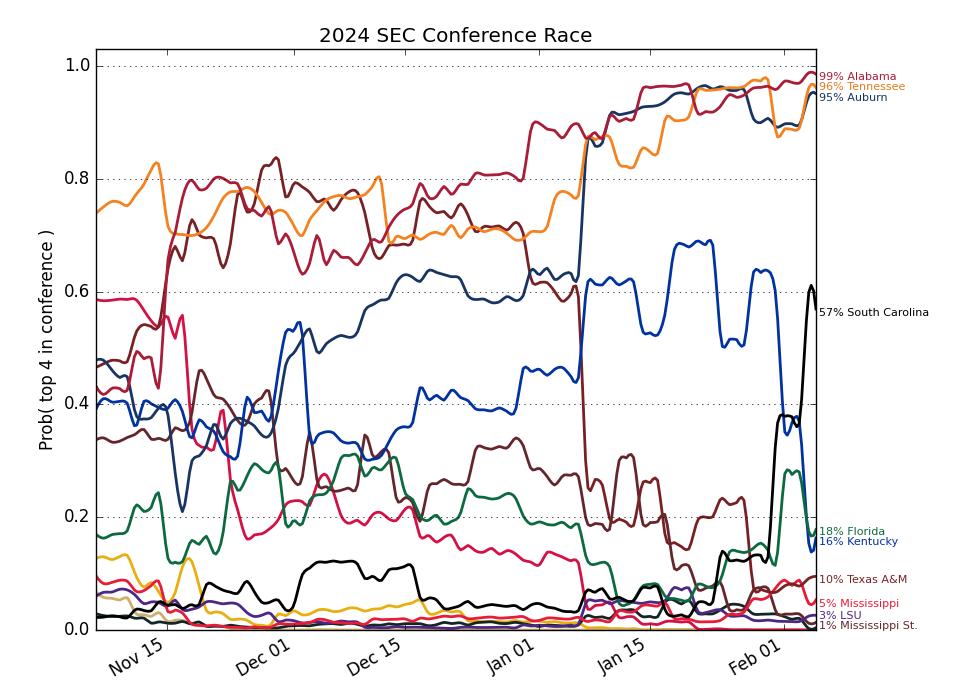 2024 SEC Conference Race
Prob( top 4 in conference )
1.0
0.8
0.6
0.4
0.2
0.0
Nov 15
Dec 01
Dec 15
Jan 01
Jan 15
Feb 01
99% Alabama
96% Tennessee
95% Auburn
57% South Carolina
18% Florida
16% Kentucky
10% Texas A&M
5% Mississippi
3% LSU
1% Mississippi St.